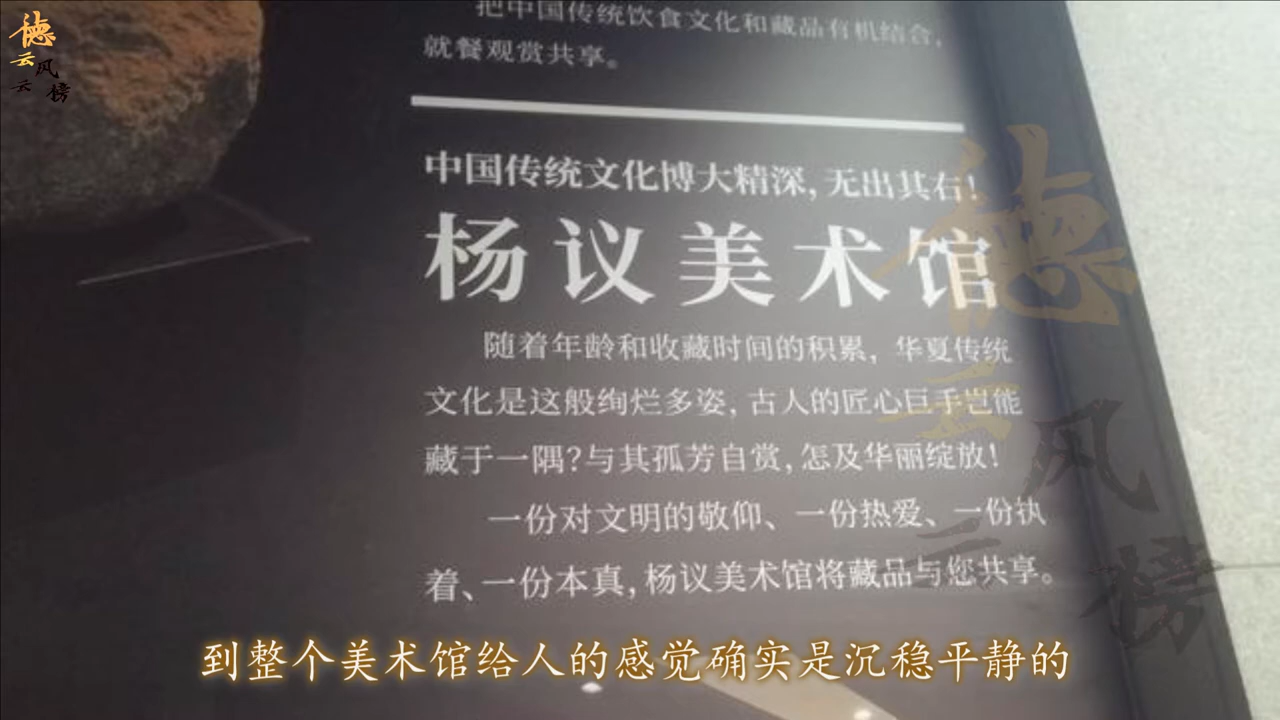 德云风云榜
把中国传统饮食文化和藏品有机结合，
就餐观赏共享。
中国传统文化博大精深，无出其右！
杨议美术馆
随着年龄和收藏时间的积累，华夏传统
文化是这般绚烂多姿，古人的匠心巨手岂能
藏于一隅？与其孤芳自赏，怎及华丽绽放！
一份对文明的敬仰、一份热爱、一份执
着、一份本真，杨议美术馆将藏品与您共享。
德云风云榜
到整个美术馆给人的感觉确实是沉稳平静的